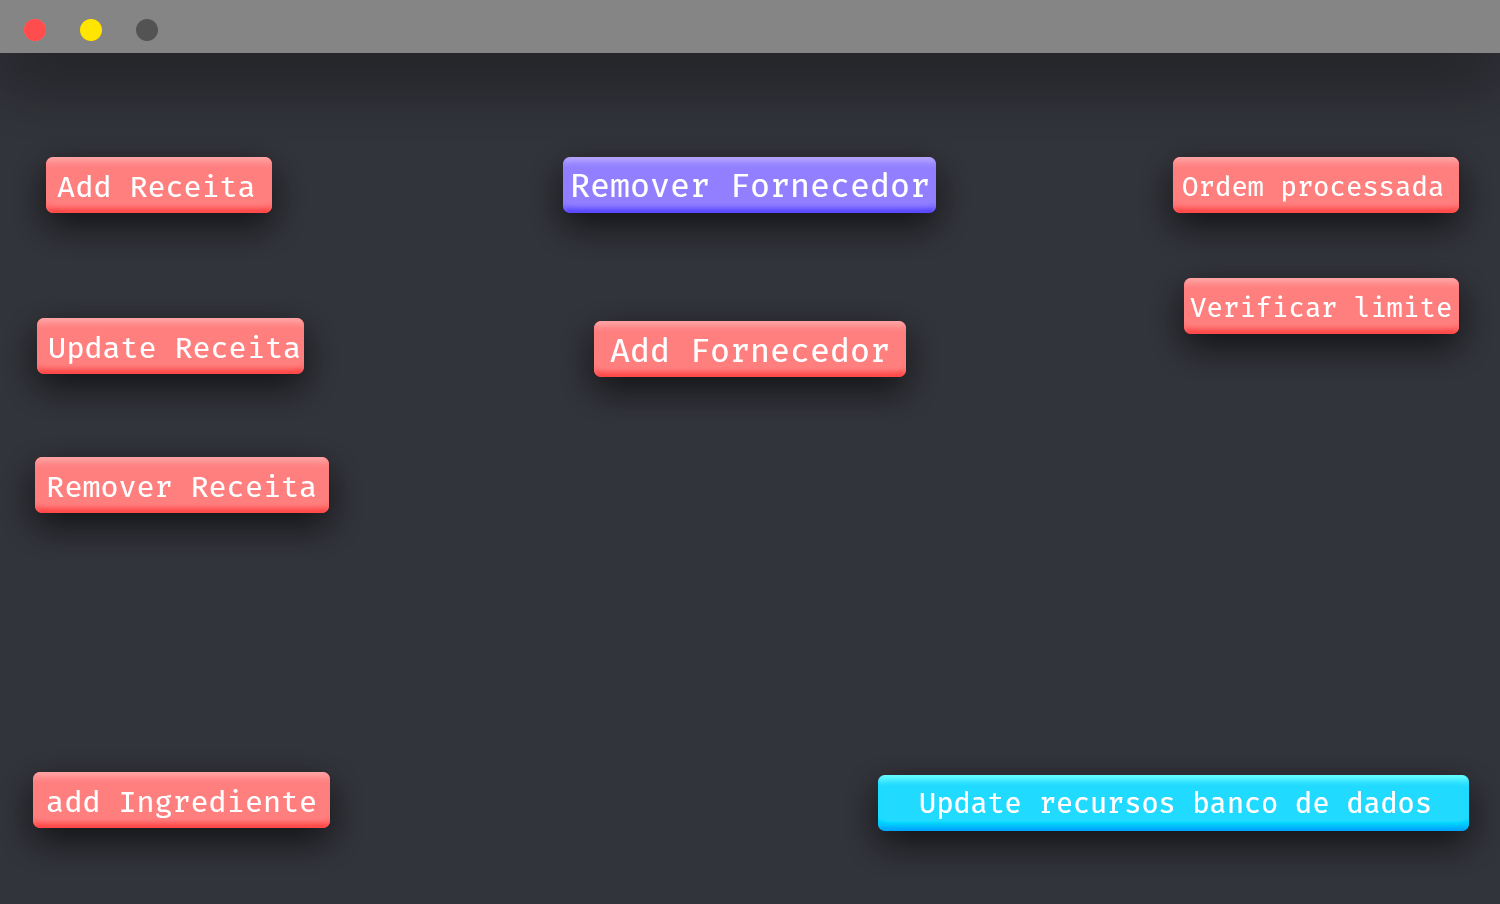 Add Receita
Remover Fornecedor
Ordem processada
Verificar limite
Update Receita
Add Fornecedor
Remover Receita
add Ingrediente
Update recursos banco de dados